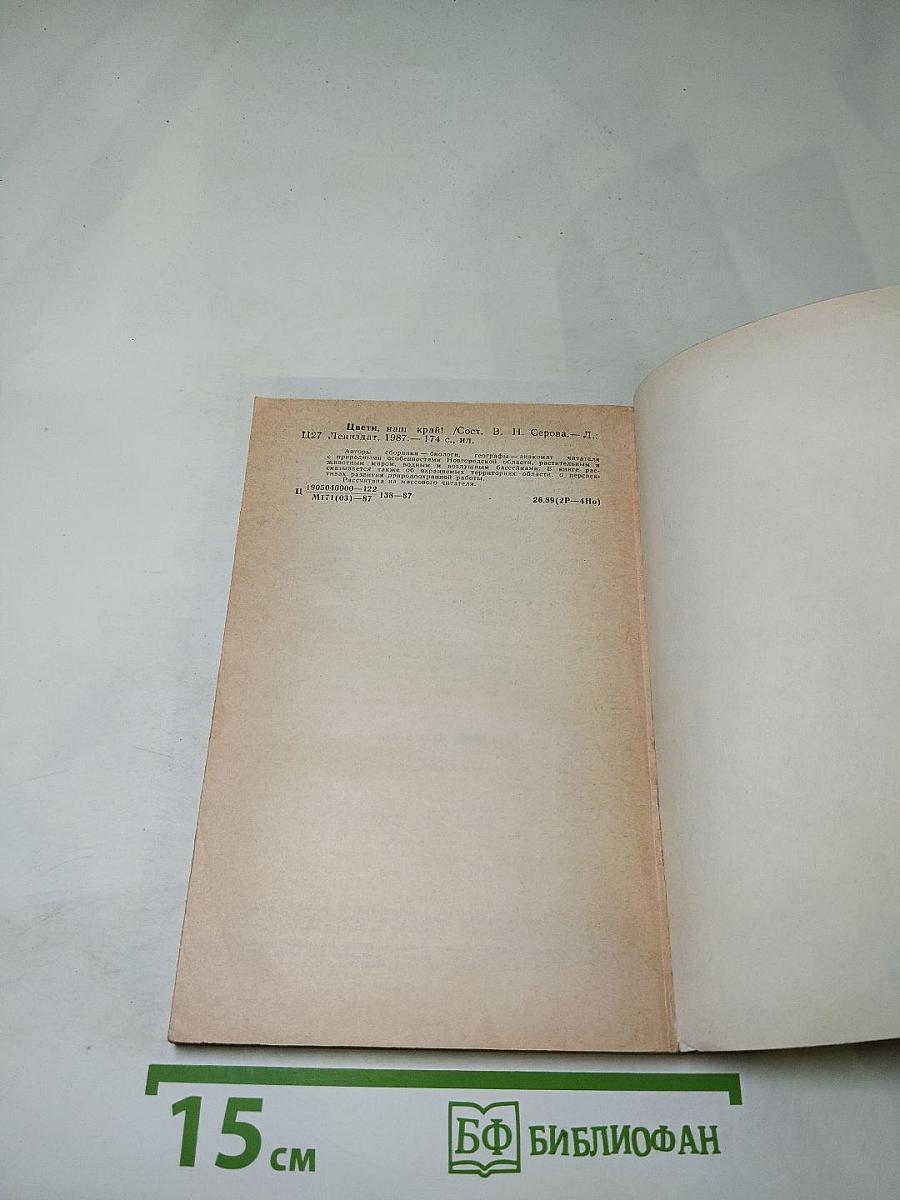 Цвети, наш край! /Сост. В. Н. Серова.— Л.:
Ц27 Лениздат, 1987.— 174 с., ил.
Авторы сборника — биологи, географы — знакомят читателя
с природными особенностями Новгородской области, растительным и
животным миром, водным и воздушным бассейнами. В книге рас-
сказывается также об охраняемых территориях области, о перспек-
тивах развития природоохранной работы.
Рассчитана на массового читателя.
Ц 1905040000—122
М171(03)—87 138—87 26.89(2Р—4Но)
15 см
БФ БИБЛИОФАН